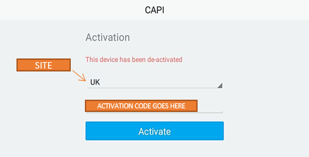 CAPI
Activation
This device has been de-activated
SITE
UK
ACTIVATION CODE GOES HERE
Activate